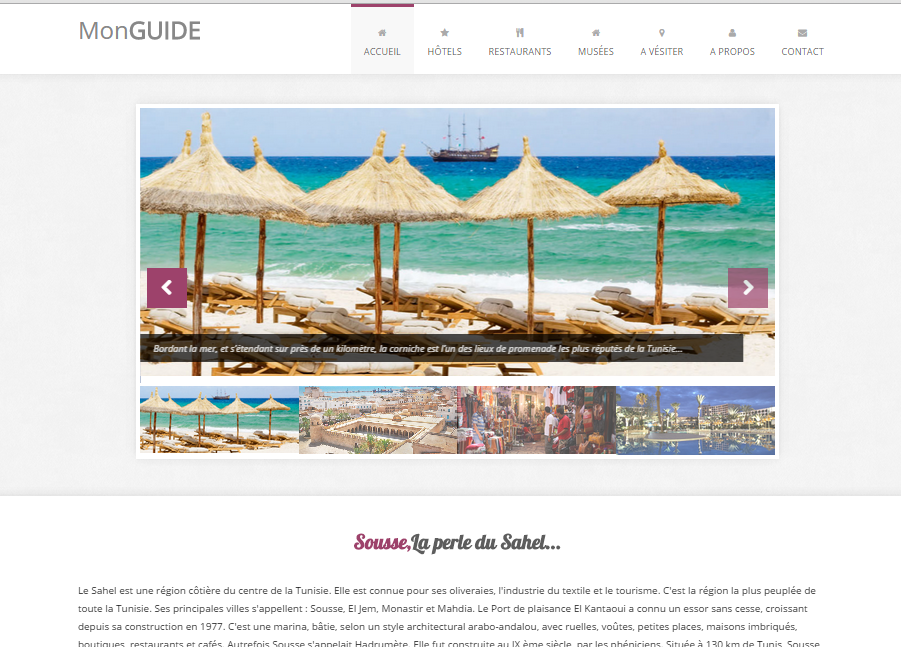 MonGUIDE
ACCUEIL HÔTELS RESTAURANTS MUSÉES A VÉSITER A PROPOS CONTACT
Bordant la mer, et s'étendant sur près de un kilomètre, la corniche est l'un des lieux de promenade les plus réputés de la Tunisie...
Sousse,La perle du Sahel...
Le Sahel est une région côtière du centre de la Tunisie. Elle est connue pour ses oliveraies, l'industrie du textile et le tourisme. C'est la région la plus peuplée de
toute la Tunisie. Ses principales villes s'appellent : Sousse, El Jem, Monastir et Mahdia. Le Port de plaisance El Kantaoui a connu un essor sans cesse, croissant
depuis sa construction en 1977. C'est une marina, bâtie, selon un style architectural arabo-andalou, avec ruelles, voûtes, petites places, maisons imbriqués,
boutiques, restaurants et cafés. Autrefois Sousse s'appelait Hadrumète. Elle fut construite au IX ème siècle, par les phéniciens. Située à 130 km de Tunis, Sousse